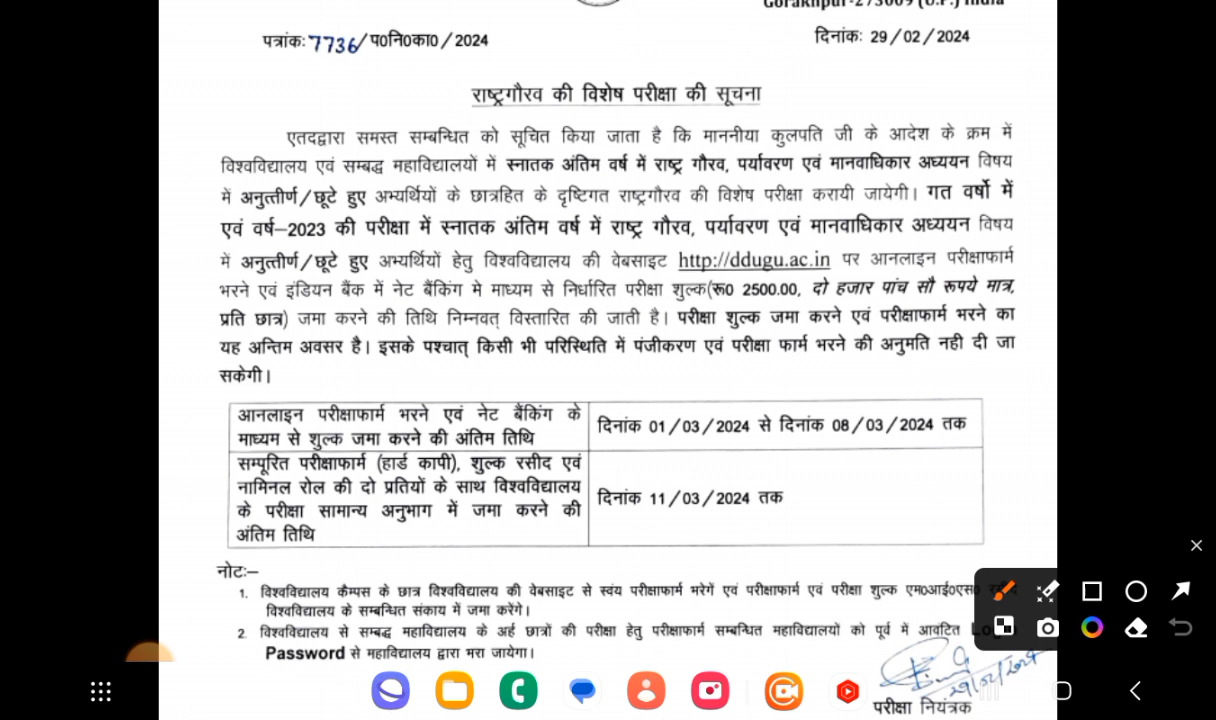 Gorakhpur-273009 (U.P.) India
पत्रांक: 7736/प0नि0का0/2024
दिनांक: 29/02/2024
राष्ट्रगौरव की विशेष परीक्षा की सूचना
एतदद्वारा समस्त सम्बन्धित को सूचित किया जाता है कि माननीया कुलपति जी के आदेश के क्रम में
विश्वविद्यालय एवं सम्बद्ध महाविद्यालयों में स्नातक अंतिम वर्ष में राष्ट्र गौरव, पर्यावरण एवं मानवाधिकार अध्ययन विषय
में अनुत्तीर्ण/छूटे हुए अभ्यर्थियों के छात्रहित के दृष्टिगत राष्ट्रगौरव की विशेष परीक्षा करायी जायेगी। गत वर्षो में
एवं वर्ष–2023 की परीक्षा में स्नातक अंतिम वर्ष में राष्ट्र गौरव, पर्यावरण एवं मानवाधिकार अध्ययन विषय
में अनुत्तीर्ण/छूटे हुए अभ्यर्थियों हेतु विश्वविद्यालय की वेबसाइट http://ddugu.ac.in पर आनलाइन परीक्षाफार्म
भरने एवं इंडियन बैंक में नेट बैंकिंग मे माध्यम से निर्धारित परीक्षा शुल्क(रू0 2500.00, दो हजार पांच सौ रूपये मात्र,
प्रति छात्र) जमा करने की तिथि निम्नवत् विस्तारित की जाती है। परीक्षा शुल्क जमा करने एवं परीक्षाफार्म भरने का
यह अन्तिम अवसर है। इसके पश्चात् किसी भी परिस्थिति में पंजीकरण एवं परीक्षा फार्म भरने की अनुमति नही दी जा
सकेगी।
आनलाइन परीक्षाफार्म भरने एवं नेट बैंकिंग के
माध्यम से शुल्क जमा करने की अंतिम तिथि
दिनांक 01/03/2024 से दिनांक 08/03/2024 तक
सम्पूरित परीक्षाफार्म (हार्ड कापी), शुल्क रसीद एवं
नामिनल रोल की दो प्रतियों के साथ विश्वविद्यालय
के परीक्षा सामान्य अनुभाग में जमा करने की
अंतिम तिथि
दिनांक 11/03/2024 तक
नोटः–
1. विश्वविद्यालय कैम्पस के छात्र विश्वविद्यालय की वेबसाइट से स्वंय परीक्षाफार्म भरेगें एवं परीक्षाफार्म एवं परीक्षा शुल्क एम0आई0एस0 रसीद
विश्वविद्यालय के सम्बन्धित संकाय में जमा करेंगे।
2. विश्वविद्यालय से सम्बद्ध महाविद्यालय के अर्ह छात्रों की परीक्षा हेतु परीक्षाफार्म सम्बन्धित महाविद्यालयों को पूर्व में आवटित Login
Password से महाविद्यालय द्वारा भरा जायेगा।
29/02/2024
परीक्षा नियंत्रक